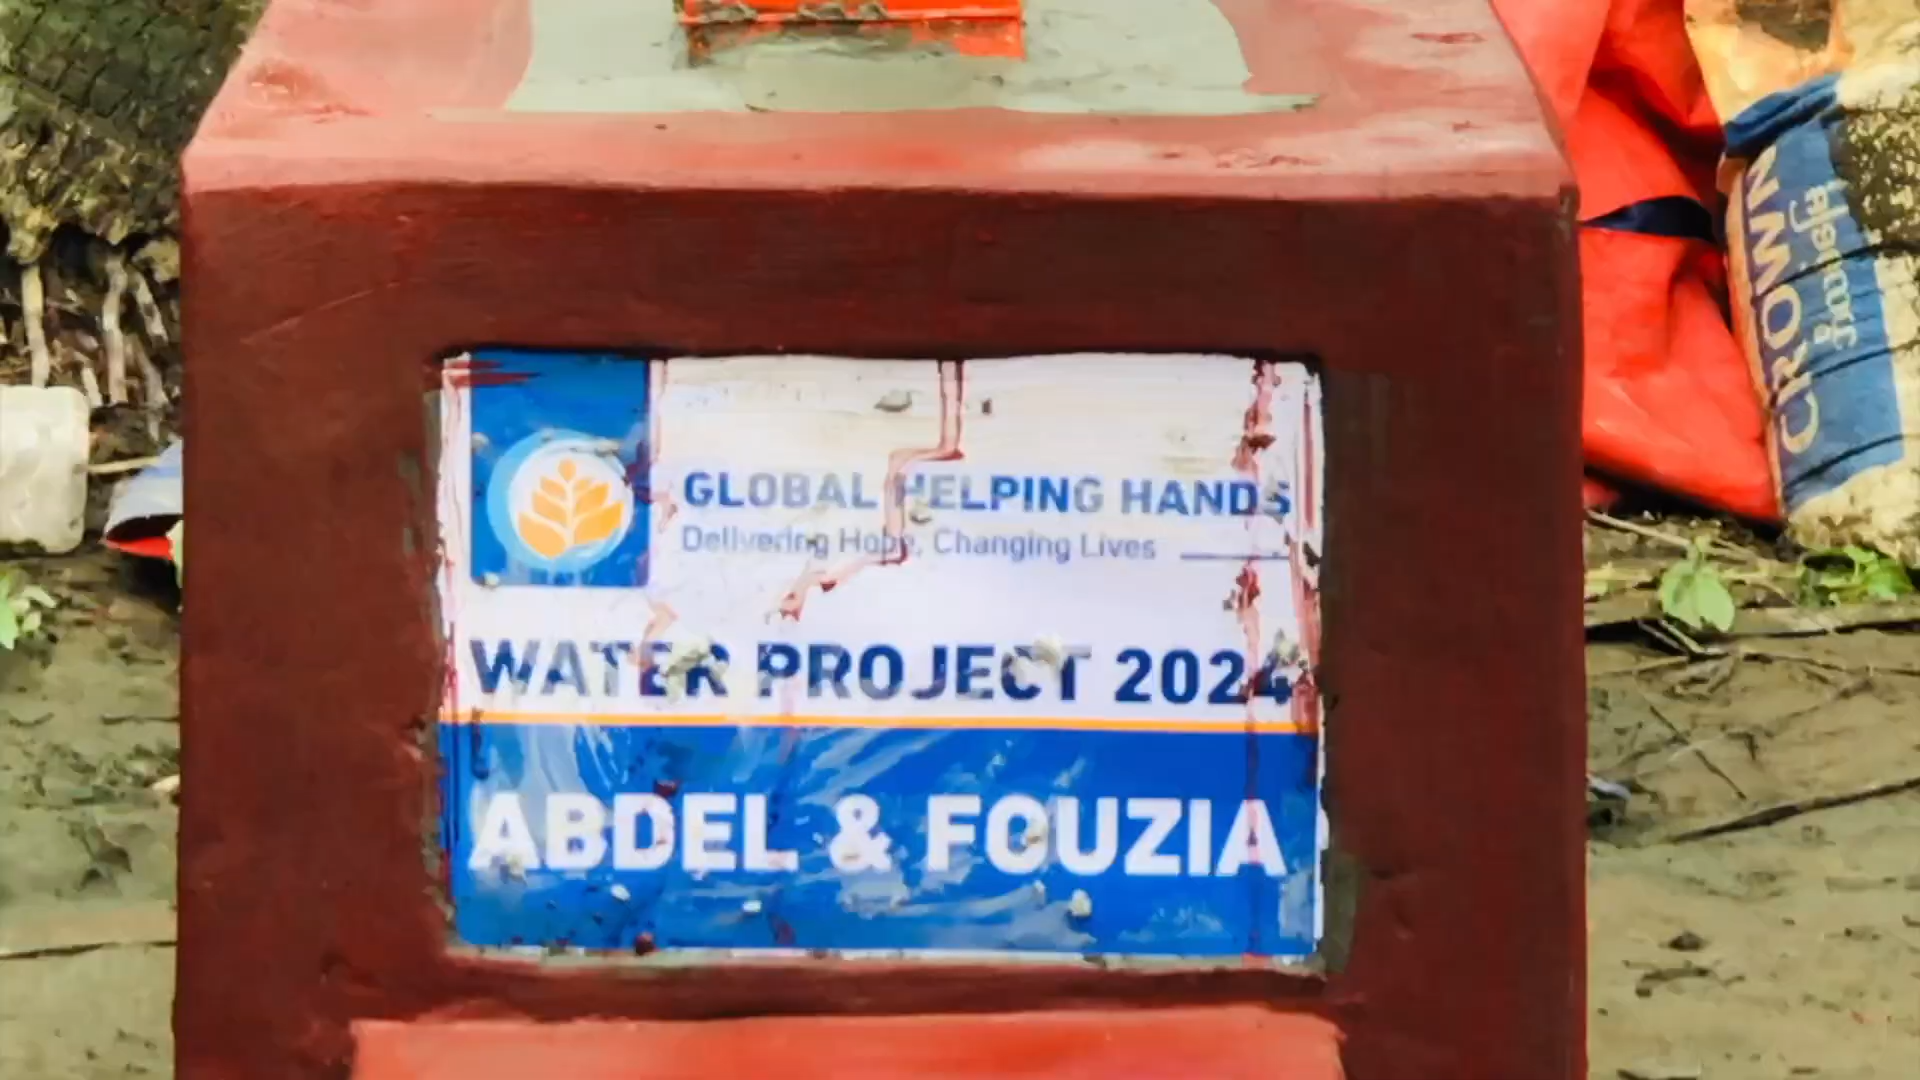 GLOBAL HELPING HANDS
Delivering Hope, Changing Lives
WATER PROJECT 2024
ABDEL & FOUZIA
CROWN